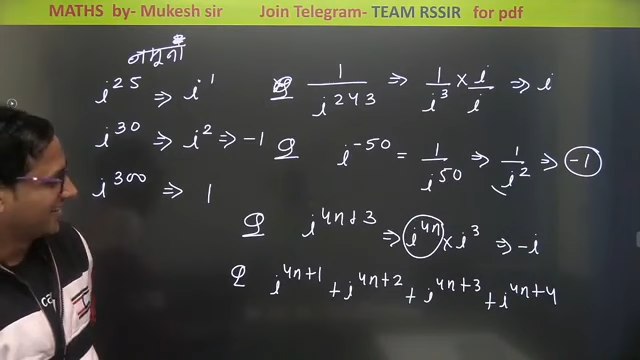 MATHS by- Mukesh sir Join Telegram- TEAM RSSIR for pdf
नमूना
i^25 ⇒ i^1
i^30 ⇒ i^2 ⇒ -1
i^300 ⇒ 1
Q 1/i^243 ⇒ 1/i^3 × i/i ⇒ i
Q i^-50 = 1/i^50 ⇒ 1/i^2 ⇒ -1
Q i^4n+3 ⇒ i^4n × i^3 ⇒ -i
Q i^4n+1 + i^4n+2 + i^4n+3 + i^4n+4